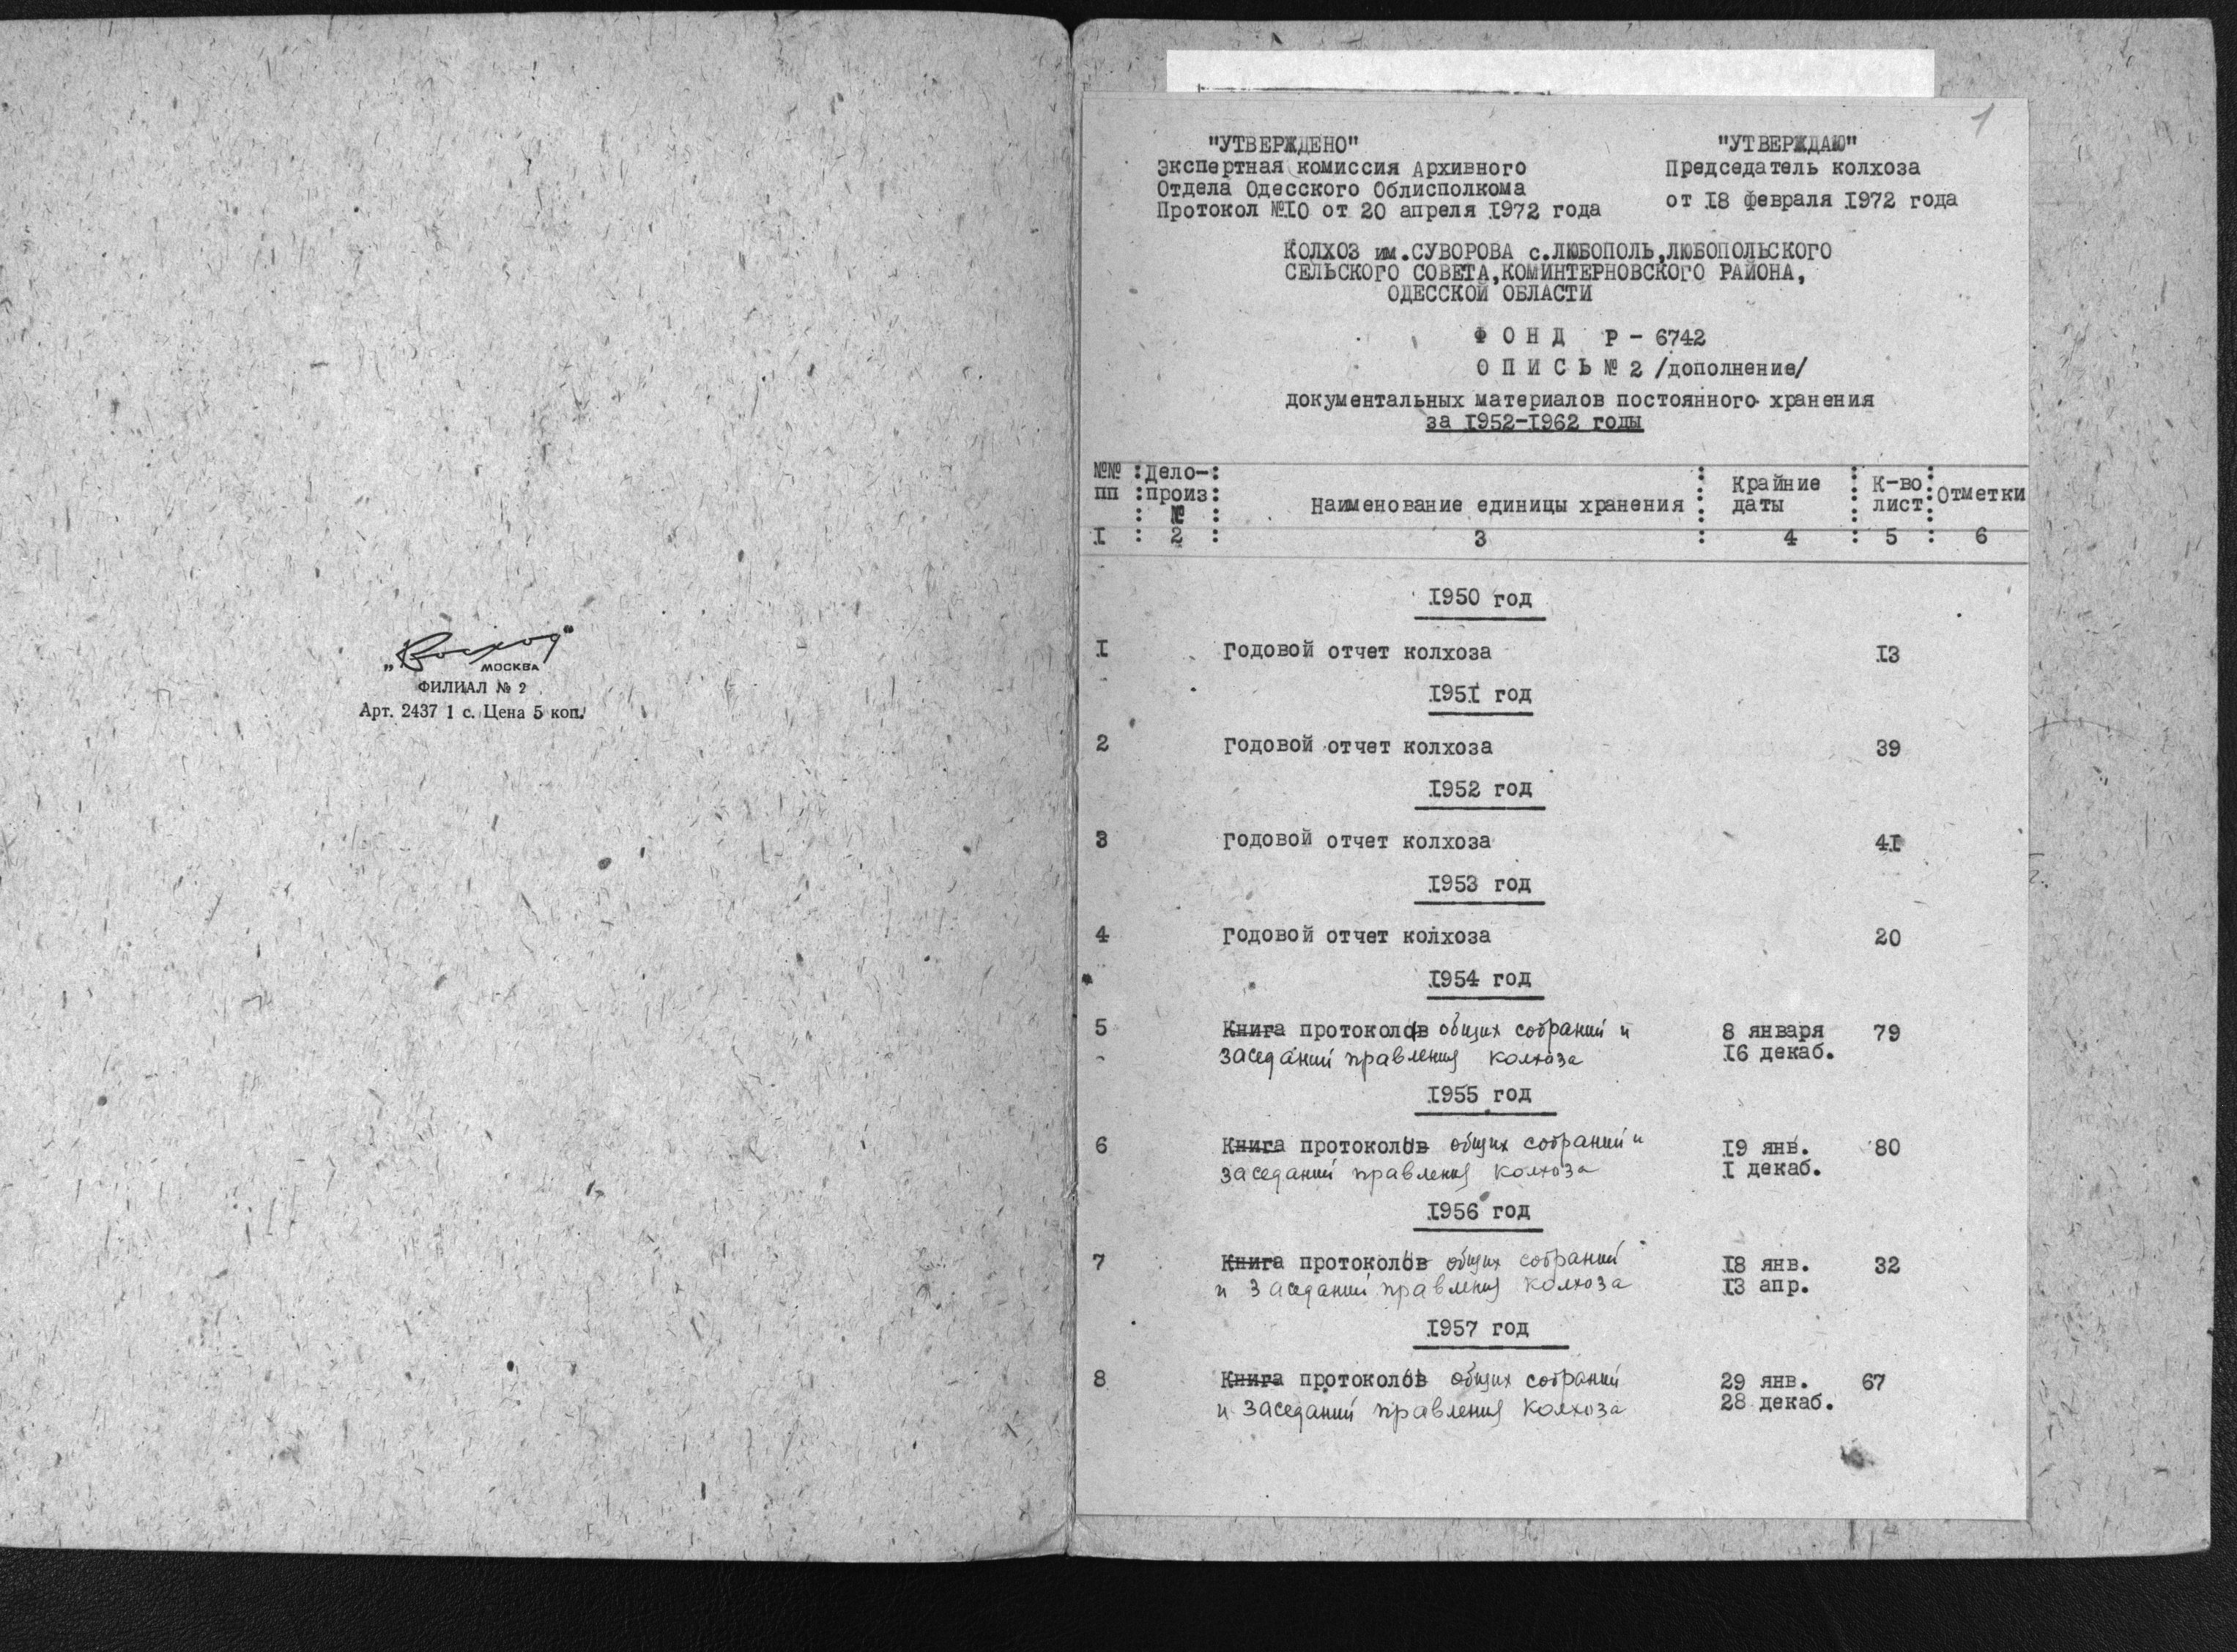 „Восход"
МОСКВА
ФИЛИАЛ № 2
Арт. 2437 1 с. Цена 5 коп.
1
"УТВЕРЖДЕНО"
Экспертная комиссия Архивного
Отдела Одесского Облисполкома
Протокол №10 от 20 апреля 1972 года
"УТВЕРЖДАЮ"
Председатель колхоза
от 18 февраля 1972 года
КОЛХОЗ им.СУВОРОВА с.ЛЮБОПОЛЬ,ЛЮБОПОЛЬСКОГО
СЕЛЬСКОГО СОВЕТА,КОМИНТЕРНОВСКОГО РАЙОНА,
ОДЕССКОЙ ОБЛАСТИ
Ф О Н Д Р - 6742
О П И С Ь № 2 /дополнение/
документальных материалов постоянного хранения
за 1952-1962 годы
№№ пп : Дело-произ № : Наименование единицы хранения : Крайние даты : К-во лист : Отметки
I : 2 : 3 : 4 : 5 : 6
1950 год
I Годовой отчет колхоза 13
1951 год
2 Годовой отчет колхоза 39
1952 год
3 Годовой отчет колхоза 41
1953 год
4 Годовой отчет колхоза 20
1954 год
5 Книга протоколов общих собраний и 8 января 79
заседаний правления колхоза 16 декаб.
1955 год
6 Книга протоколов общих собраний и 19 янв. 80
заседаний правления колхоза I декаб.
1956 год
7 Книга протоколов общих собраний 18 янв. 32
и заседаний правления колхоза 13 апр.
1957 год
8 Книга протоколов общих собраний 29 янв. 67
и заседаний правления колхоза 28 декаб.